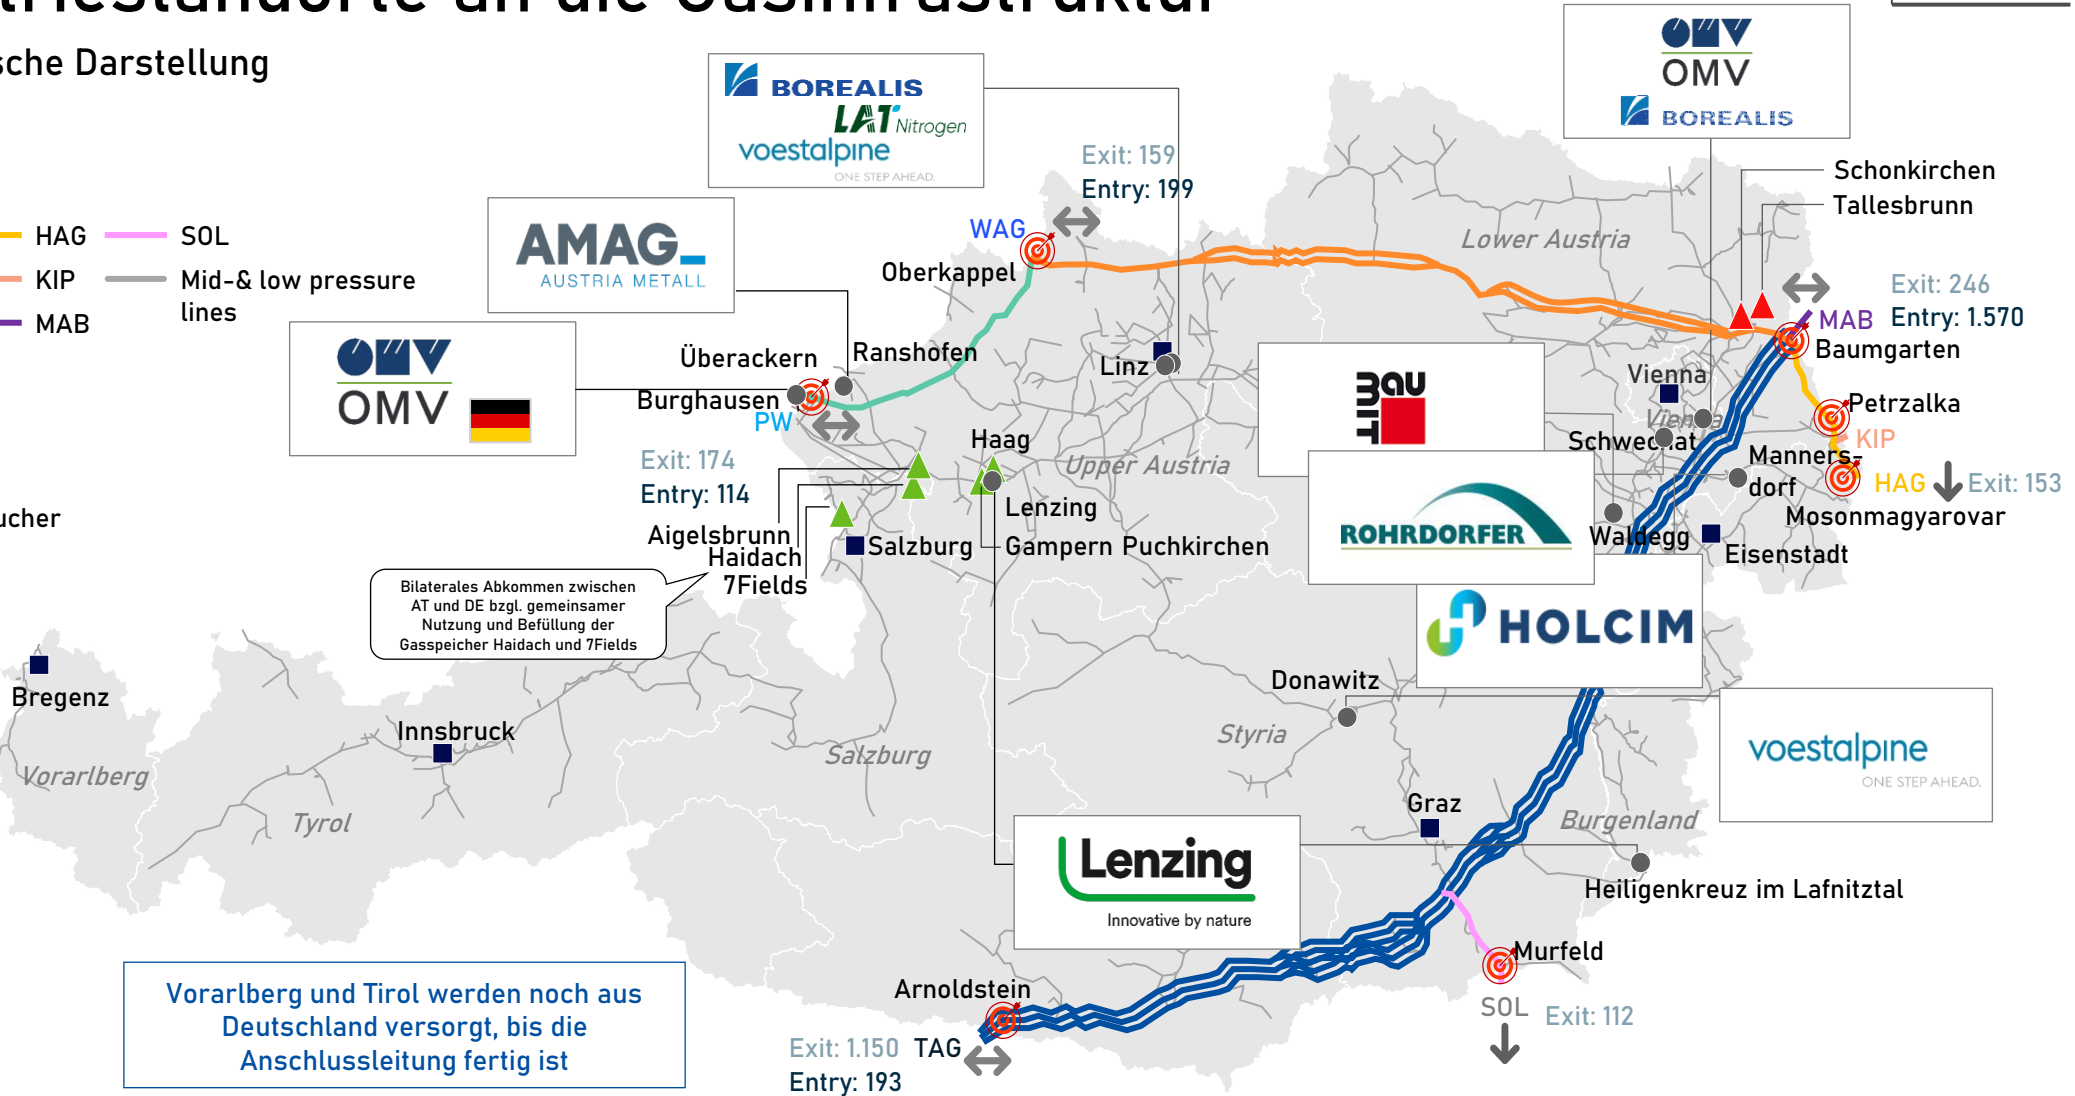 sche Darstellung
HAG
SOL
KIP
Mid-& low pressure
lines
MAB
BOREALIS
LAT Nitrogen
voestalpine
ONE STEP AHEAD.
OMV
BOREALIS
AMAG
AUSTRIA METALL
OMV
Exit: 159
Entry: 199
WAG
Oberkappel
Lower Austria
Schonkirchen
Tallesbrunn
Exit: 246
MAB
Entry: 1.570
Baumgarten
Überackern
Ranshofen
Burghausen
PW
Exit: 174
Entry: 114
Linz
Haag
Upper Austria
Lenzing
Gampern Puchkirchen
Aigelsbrunn
Haidach
7Fields
Salzburg
Bilaterales Abkommen zwischen
AT und DE bzgl. gemeinsamer
Nutzung und Befüllung der
Gasspeicher Haidach und 7Fields
ucher
bauMIT
ROHRDORFER
HOLCIM
Vienna
Vienna
Schwechat
Petrzalka
KIP
Manners-
dorf
HAG
Exit: 153
Mosonmagyarovar
Waldegg
Eisenstadt
Bregenz
Vorarlberg
Innsbruck
Tyrol
Salzburg
Donawitz
Styria
voestalpine
ONE STEP AHEAD.
Graz
Burgenland
Lenzing
Innovative by nature
Heiligenkreuz im Lafnitztal
Murfeld
SOL
Exit: 112
Arnoldstein
Exit: 1.150
TAG
Entry: 193
Vorarlberg und Tirol werden noch aus
Deutschland versorgt, bis die
Anschlussleitung fertig ist